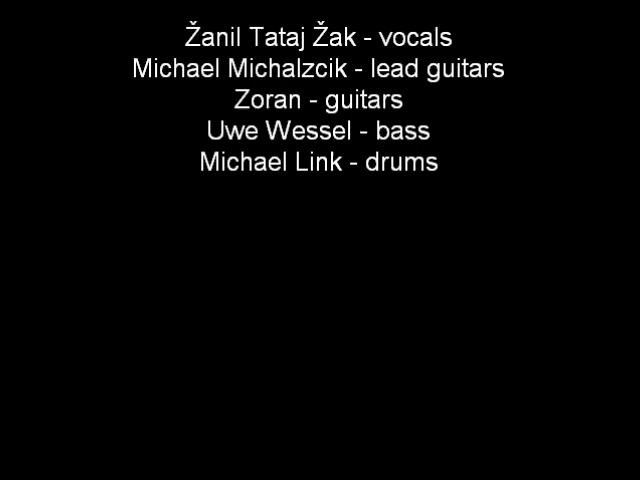 Žanil Tataj Žak - vocals
Michael Michalzcik - lead guitars
Zoran - guitars
Uwe Wessel - bass
Michael Link - drums